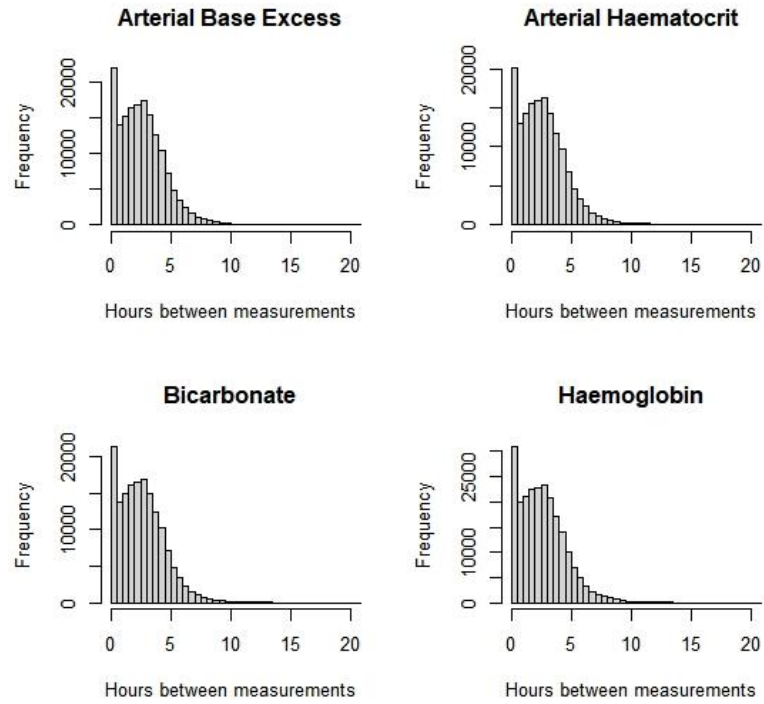 Arterial Base Excess
Frequency
0
10000
20000
0 5 10 15 20
Hours between measurements
Arterial Haematocrit
Frequency
0
10000
20000
0 5 10 15 20
Hours between measurements
Bicarbonate
Frequency
0
10000
20000
0 5 10 15 20
Hours between measurements
Haemoglobin
Frequency
0
10000
25000
0 5 10 15 20
Hours between measurements